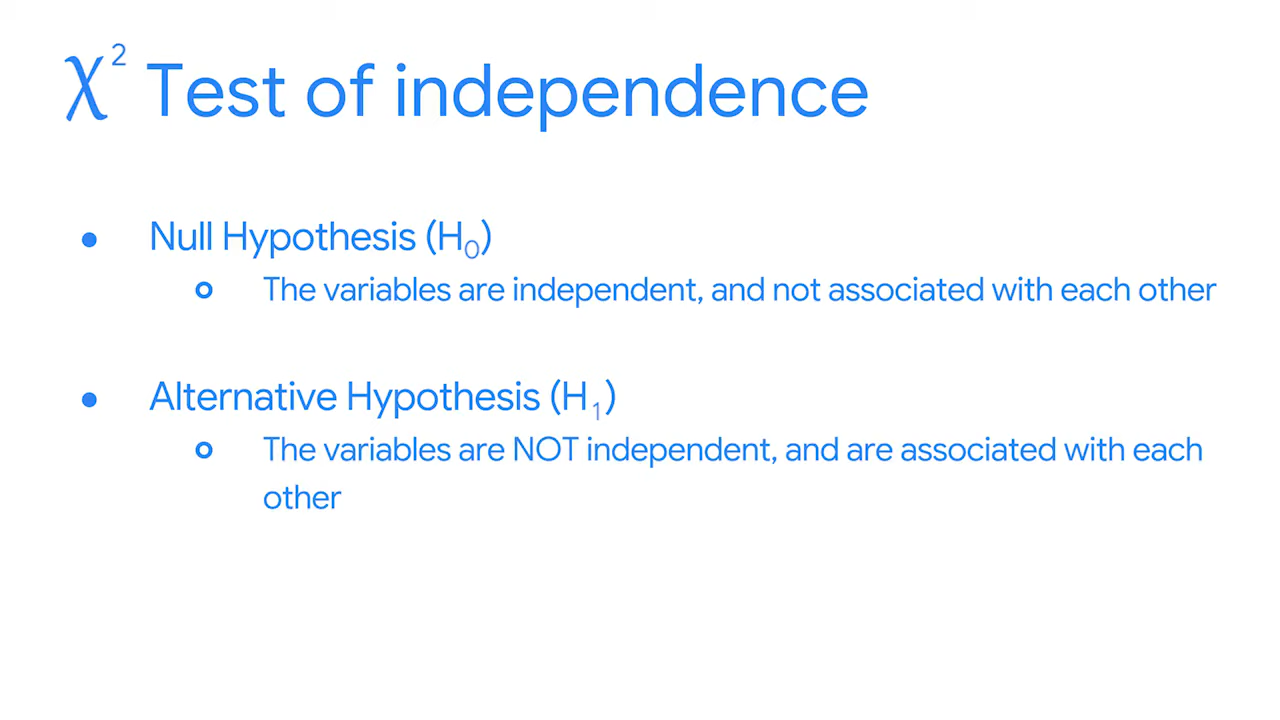 χ² Test of independence
● Null Hypothesis (H₀)
○ The variables are independent, and not associated with each other
● Alternative Hypothesis (H₁)
○ The variables are NOT independent, and are associated with each
other